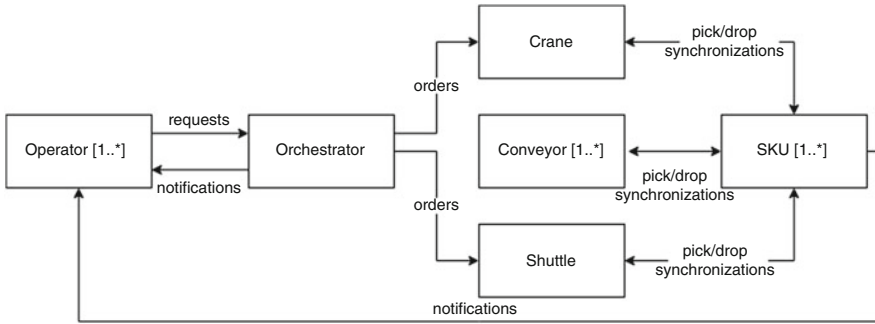 Crane
pick/drop
synchronizations
orders
requests
Operator [1..*]
Orchestrator
Conveyor [1..*]
SKU [1..*]
notifications
pick/drop
synchronizations
orders
Shuttle
pick/drop
synchronizations
notifications